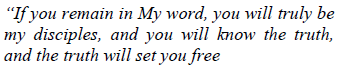 “If you remain in My word, you will truly be
my disciples, and you will know the truth,
and the truth will set you free